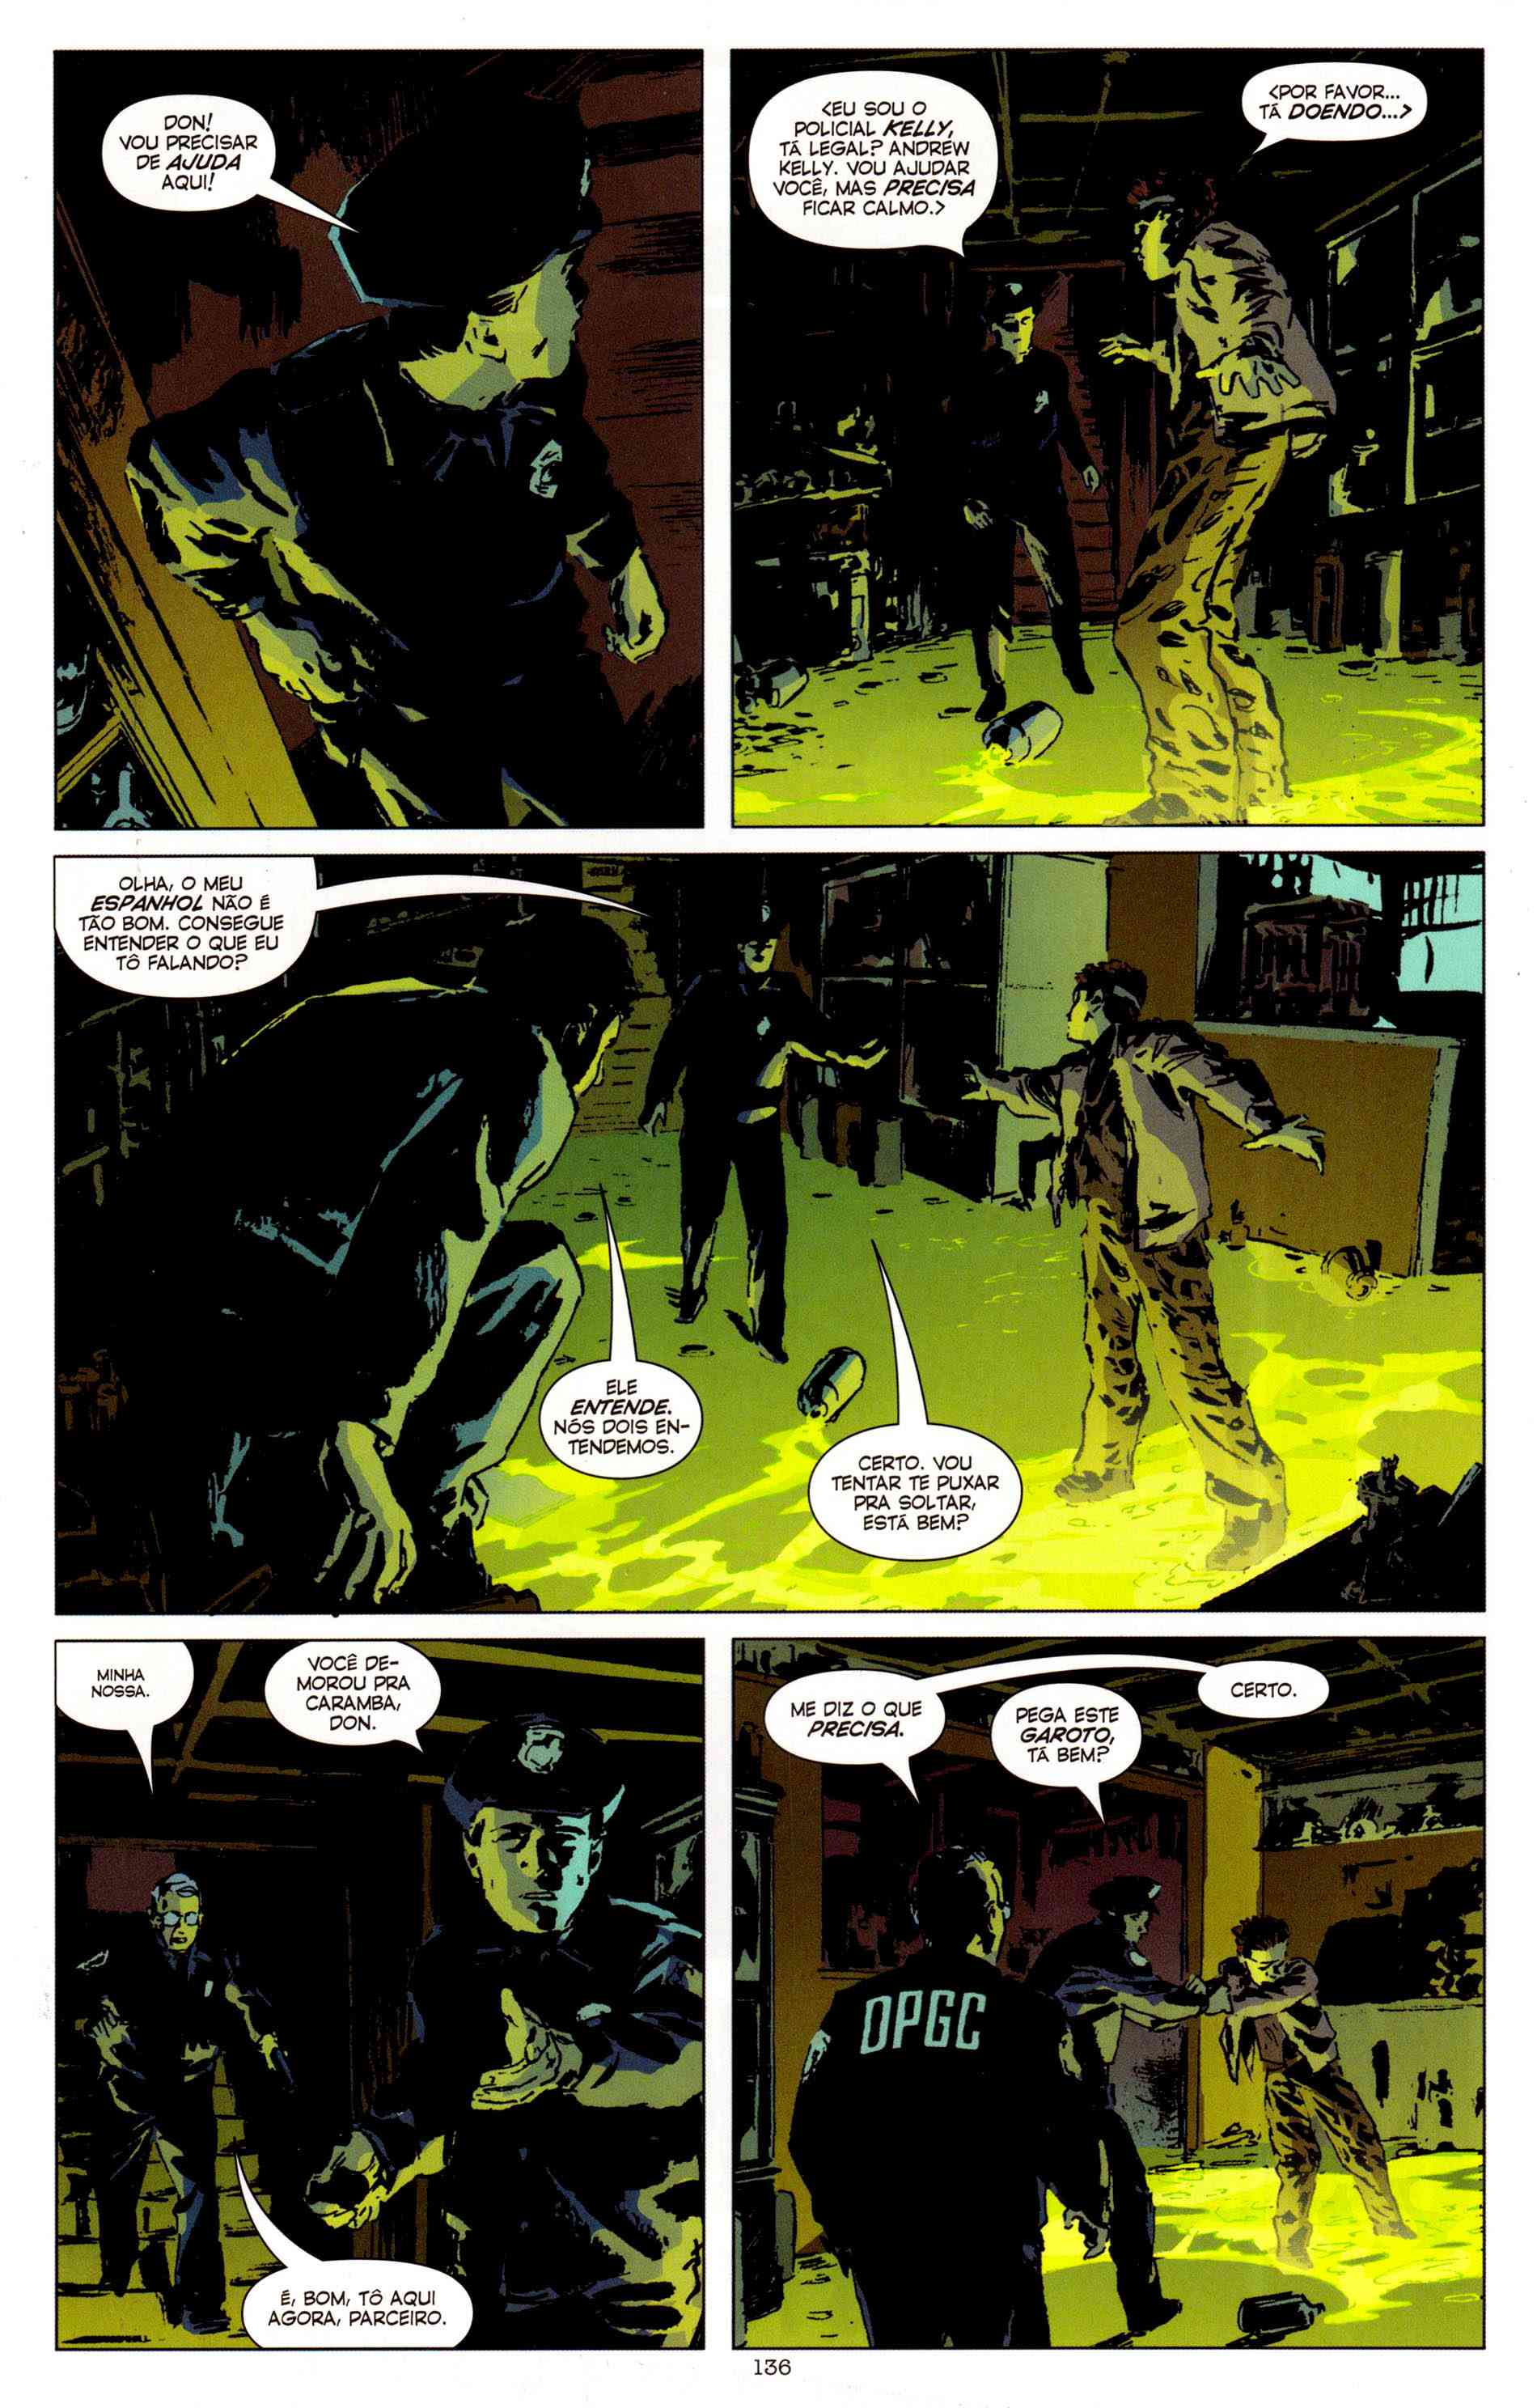 DON!
VOU PRECISAR
DE AJUDA
AQUI!
<EU SOU O
POLICIAL KELLY,
TÁ LEGAL? ANDREW
KELLY. VOU AJUDAR
VOCÊ, MAS PRECISA
FICAR CALMO.>
<POR FAVOR...
TÁ DOENDO...>
OLHA, O MEU
ESPANHOL NÃO É
TÃO BOM. CONSEGUE
ENTENDER O QUE EU
TÔ FALANDO?
ELE
ENTENDE.
NÓS DOIS EN-
TENDEMOS.
CERTO. VOU
TENTAR TE PUXAR
PRA SOLTAR,
ESTÁ BEM?
MINHA
NOSSA.
VOCÊ DE-
MOROU PRA
CARAMBA,
DON.
É, BOM, TÔ AQUI
AGORA, PARCEIRO.
ME DIZ O QUE
PRECISA.
PEGA ESTE
GAROTO,
TÁ BEM?
CERTO.
DPGC
136